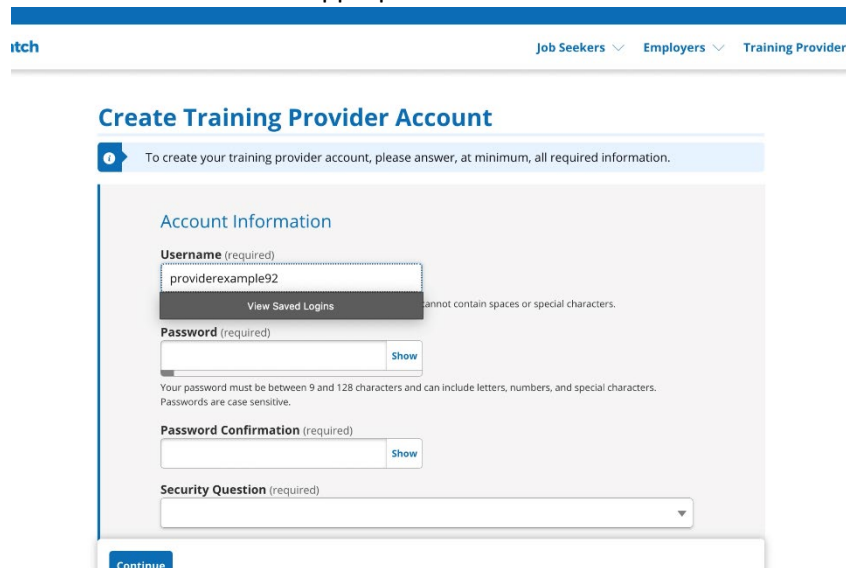 Job Seekers Employers Training Provider
Create Training Provider Account
To create your training provider account, please answer, at minimum, all required information.
Account Information
Username (required)
providerexample92
View Saved Logins
cannot contain spaces or special characters.
Password (required)
Show
Your password must be between 9 and 128 characters and can include letters, numbers, and special characters.
Passwords are case sensitive.
Password Confirmation (required)
Show
Security Question (required)
Continue